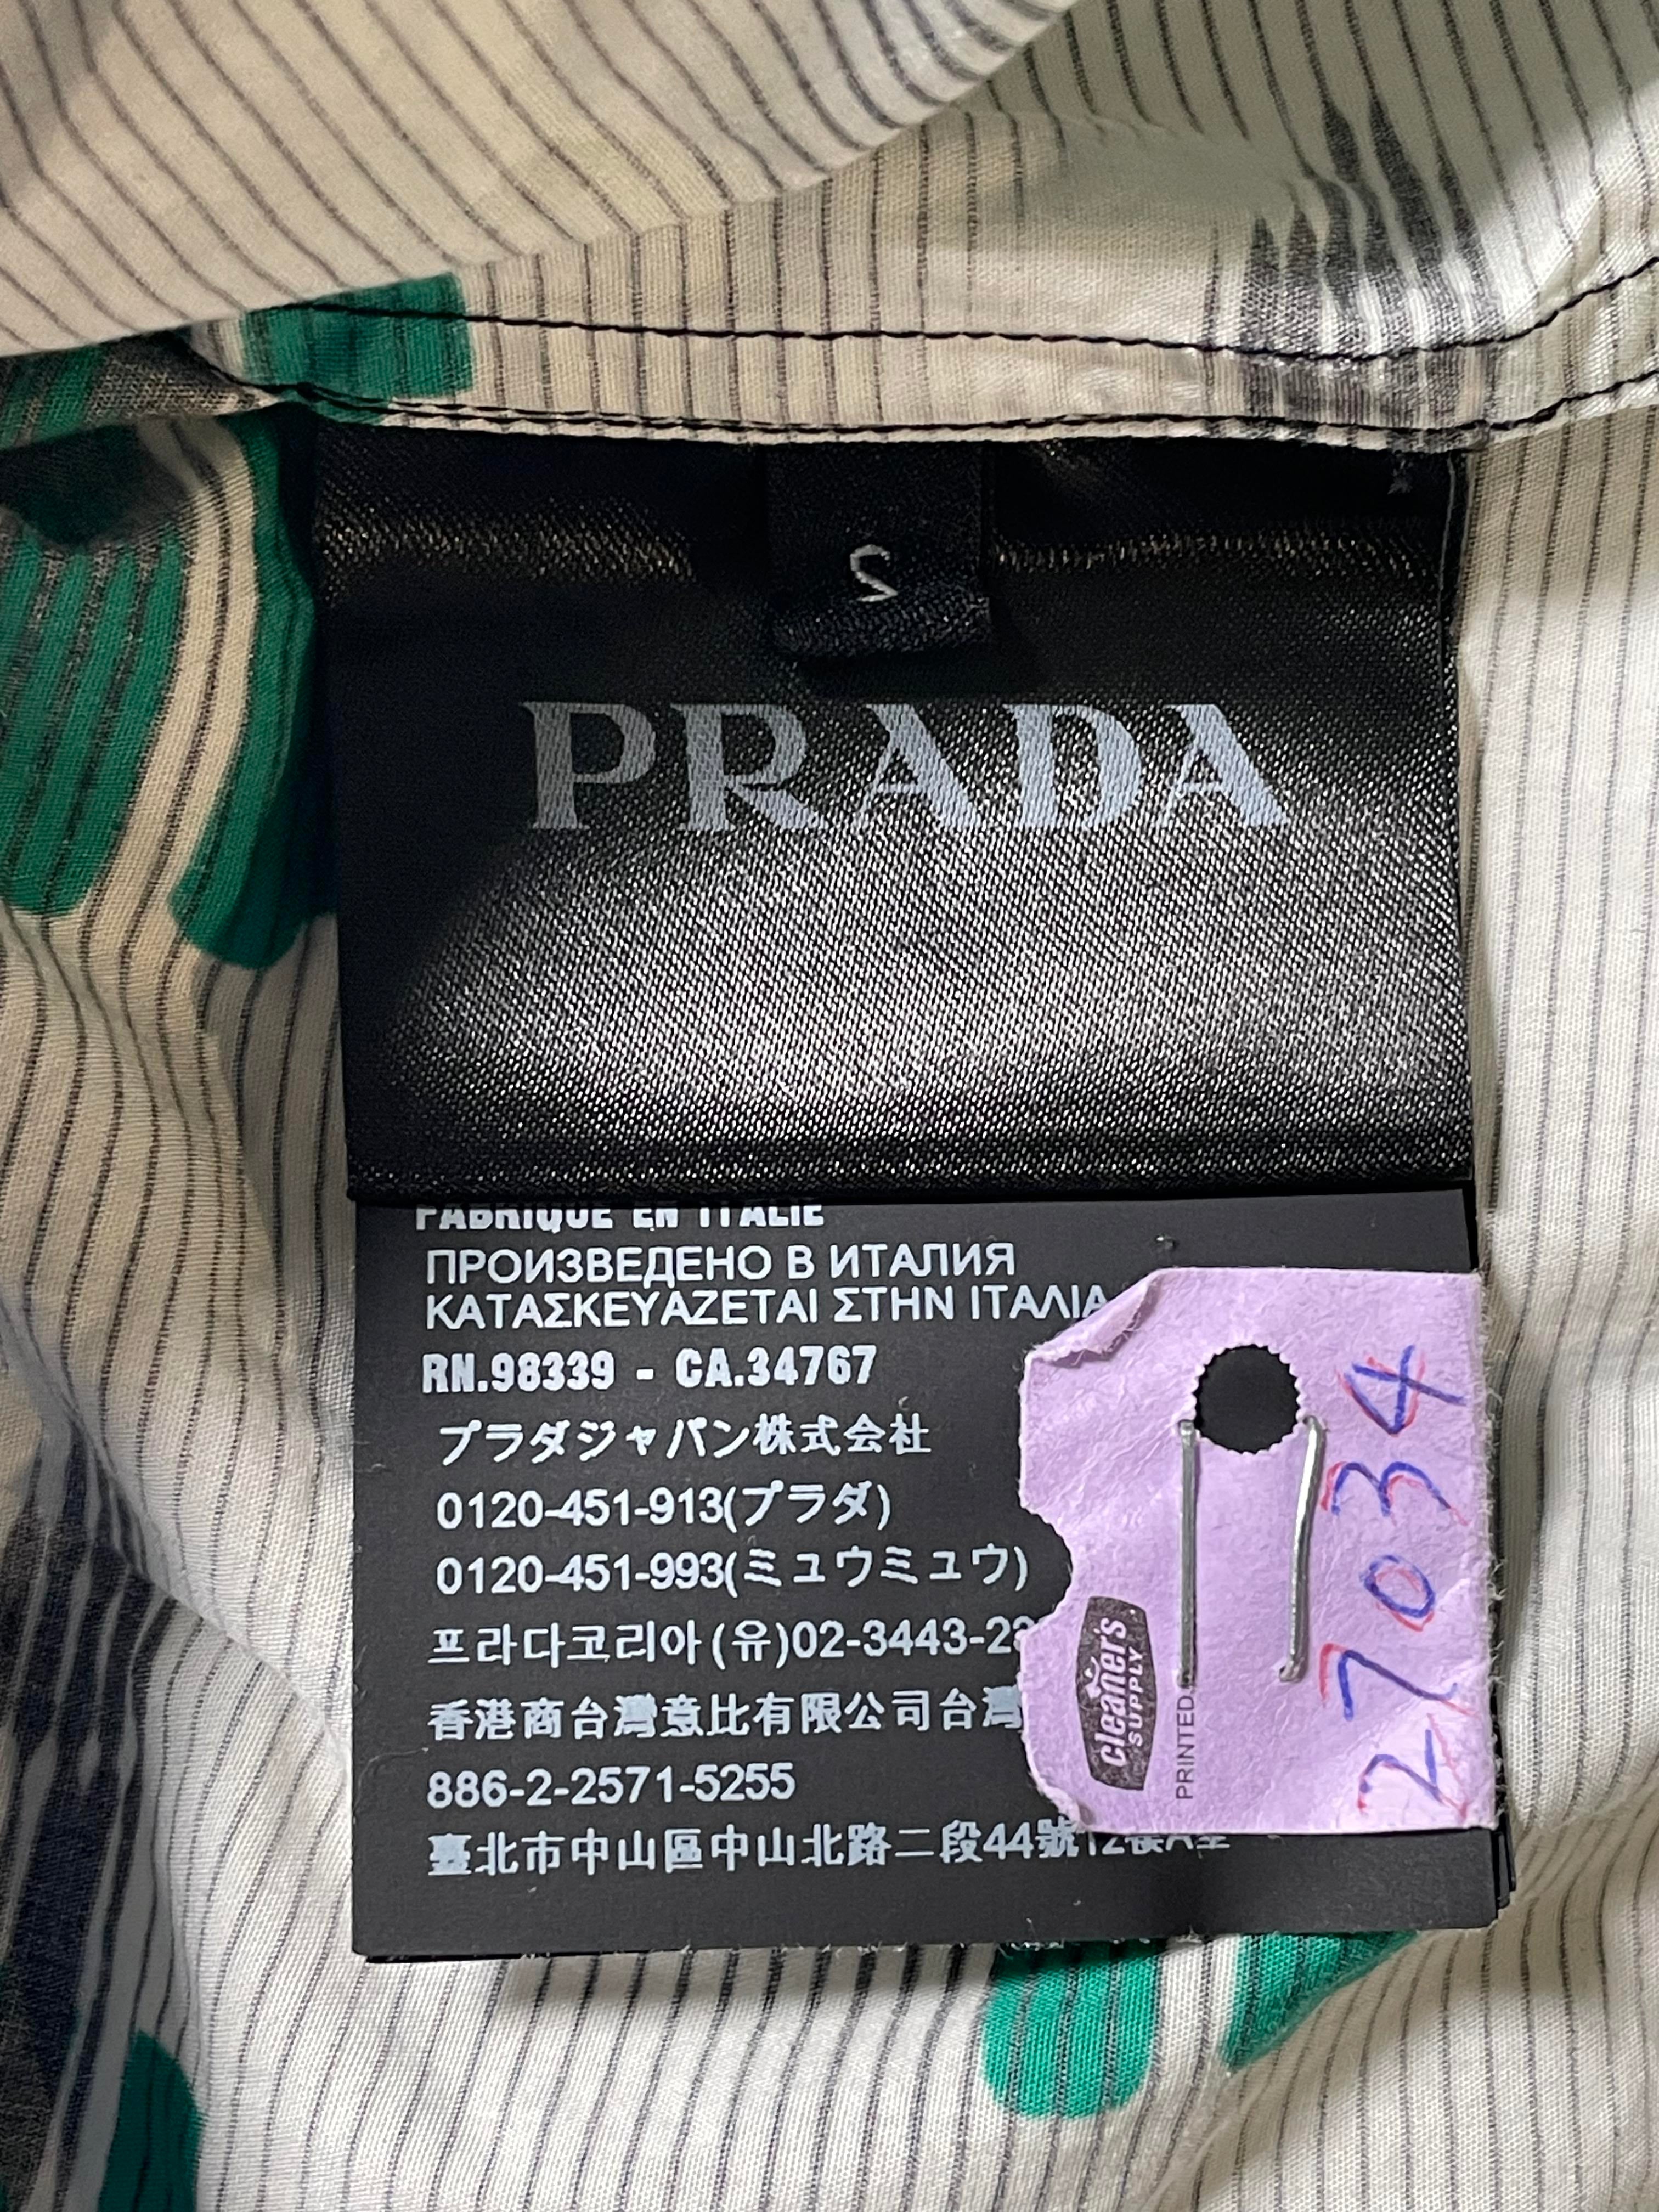 S
PRADA
FABRIQUE EN ITALIE
ПРОИЗВЕДЕНО В ИТАЛИЯ
ΚΑΤΑΣΚΕΥΑΖΕΤΑΙ ΣΤΗΝ ΙΤΑΛΙΑ
RN.98339 - CA.34767
プラダジャパン株式会社
0120-451-913(プラダ)
0120-451-993(ミュウミュウ)
프라다코리아(유)02-3443-
香港商台灣意比有限公司台灣
886-2-2571-5255
臺北市中山區中山北路二段44號12樓A室
cleaner's
SUPPLY
PRINTED
27034